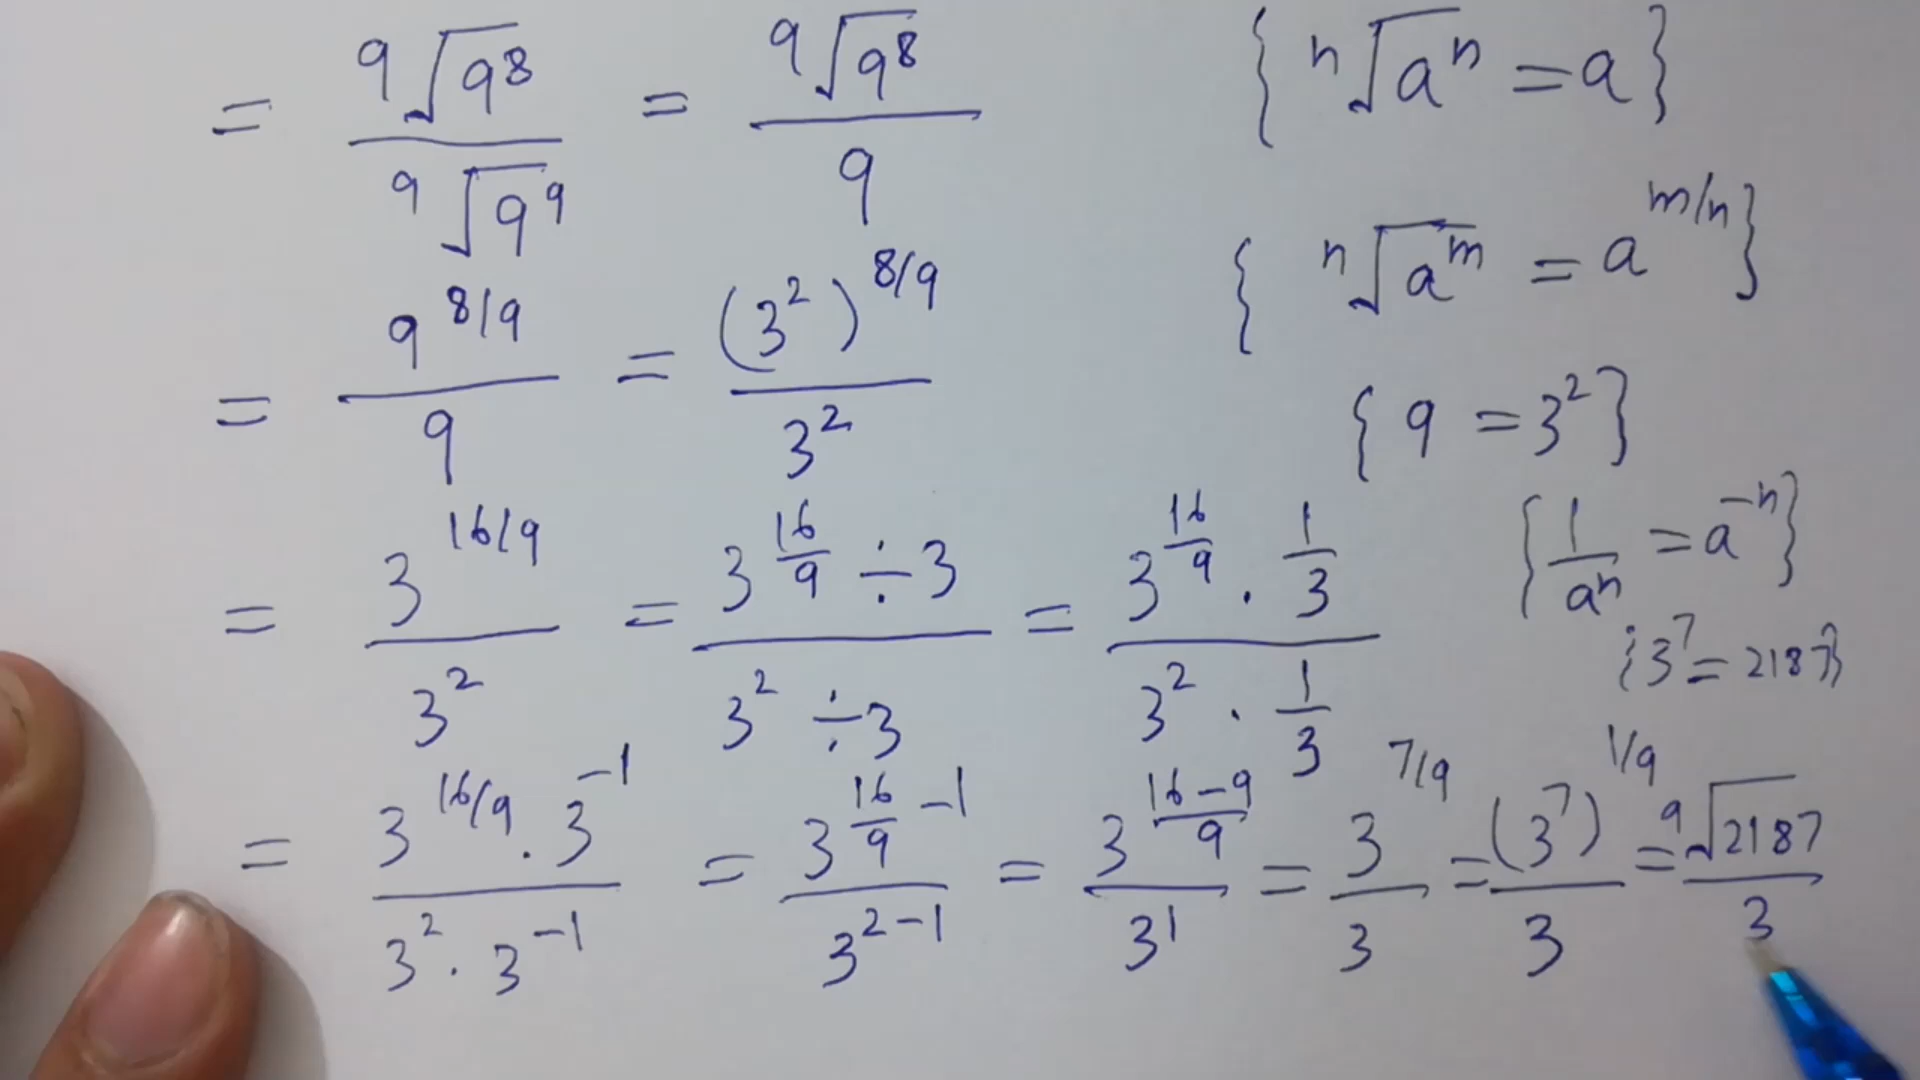 = ⁹√9⁸ / ⁹√9⁹ = ⁹√9⁸ / 9 {ⁿ√aⁿ = a}
{ⁿ√aᵐ = a^(m/n)}
= 9^(8/9) / 9 = (3²)^(8/9) / 3² {9 = 3²}
= 3^(16/9) / 3² = (3^(16/9) ÷ 3) / (3² ÷ 3) = (3^(16/9) · 1/3) / (3² · 1/3) {1/aⁿ = a⁻ⁿ}
{3⁷ = 2187}
= (3^(16/9) · 3⁻¹) / (3² · 3⁻¹) = 3^(16/9 − 1) / 3^(2−1) = 3^((16−9)/9) / 3¹ = 3^(7/9) / 3 = (3⁷)^(1/9) / 3 = ⁹√2187 / 3